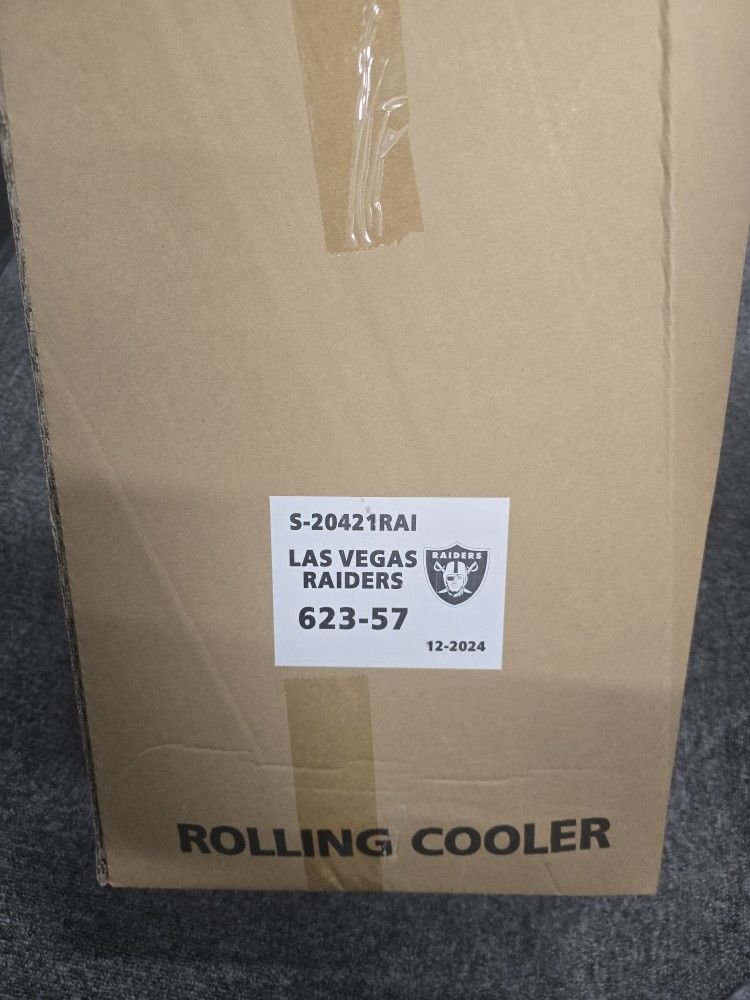 S-20421RAI
LAS VEGAS
RAIDERS
RAIDERS
623-57
12-2024
ROLLING COOLER